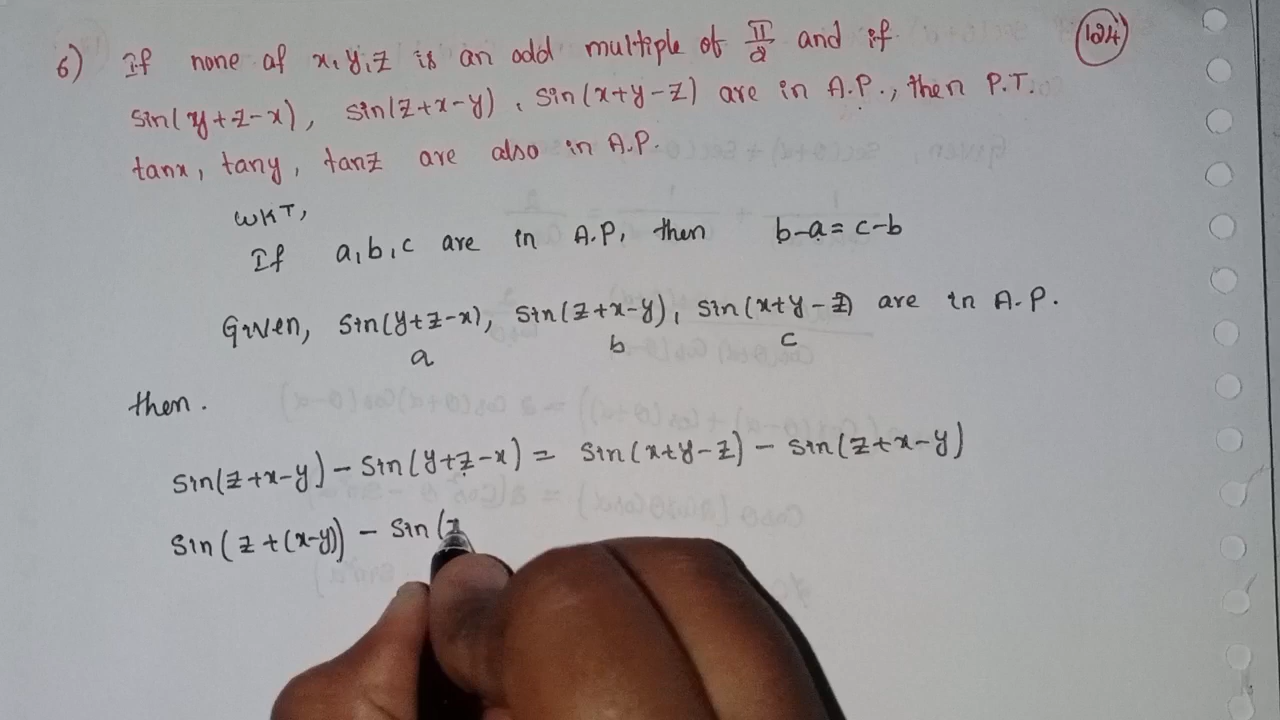 6) If none of x, y, z is an odd multiple of π/2 and if (124)
sin(y+z-x), sin(z+x-y), sin(x+y-z) are in A.P., then P.T.
tanx, tany, tanz are also in A.P.
WKT,
If a, b, c are in A.P, then b-a = c-b
Given, sin(y+z-x), sin(z+x-y), sin(x+y-z) are in A.P.
a b c
then.
sin(z+x-y) - sin(y+z-x) = sin(x+y-z) - sin(z+x-y)
sin(z+(x-y)) - sin(z